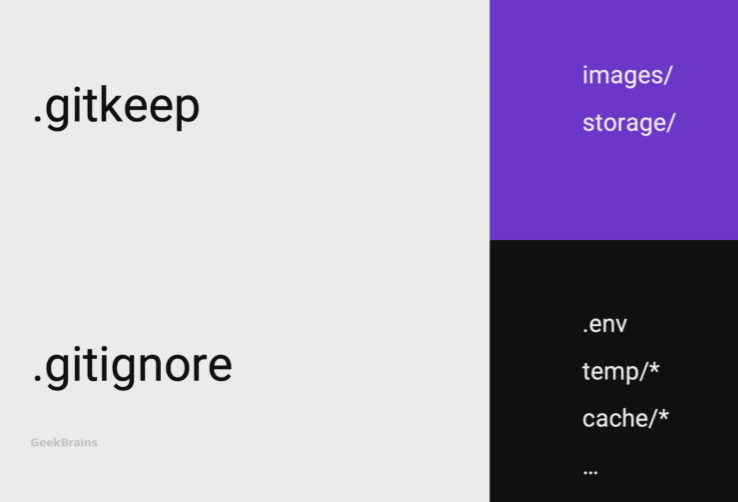 .gitkeep
images/
storage/
.gitignore
.env
temp/*
cache/*
...
GeekBrains